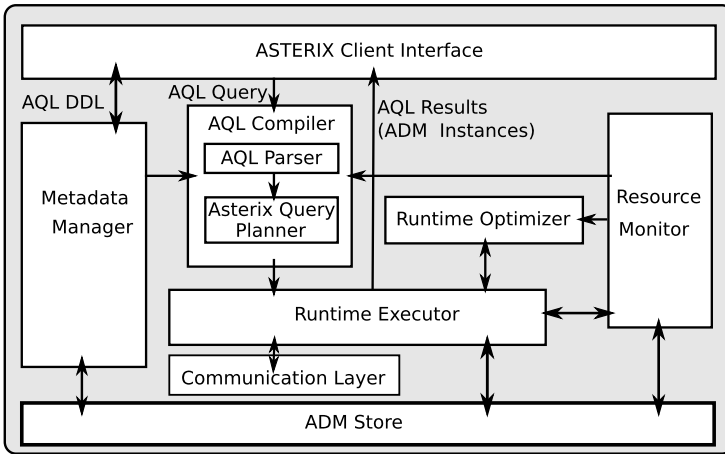 ASTERIX Client Interface
AQL DDL
AQL Query
AQL Results
(ADM Instances)
AQL Compiler
AQL Parser
Asterix Query
Planner
Metadata
Manager
Runtime Optimizer
Resource
Monitor
Runtime Executor
Communication Layer
ADM Store